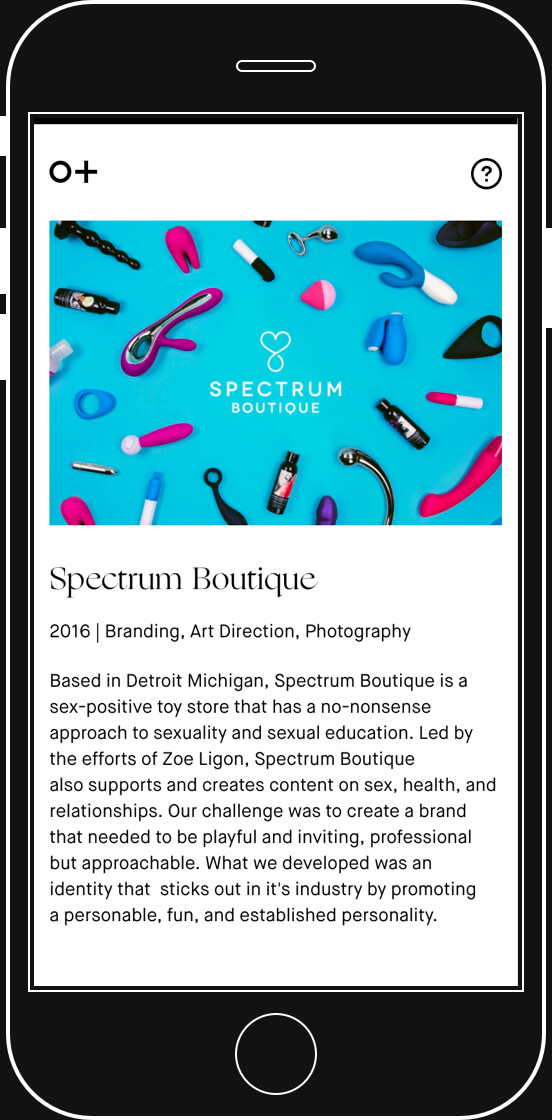 O+
?
SPECTRUM
BOUTIQUE
Spectrum Boutique
2016 | Branding, Art Direction, Photography
Based in Detroit Michigan, Spectrum Boutique is a
sex-positive toy store that has a no-nonsense
approach to sexuality and sexual education. Led by
the efforts of Zoe Ligon, Spectrum Boutique
also supports and creates content on sex, health, and
relationships. Our challenge was to create a brand
that needed to be playful and inviting, professional
but approachable. What we developed was an
identity that  sticks out in it's industry by promoting
a personable, fun, and established personality.